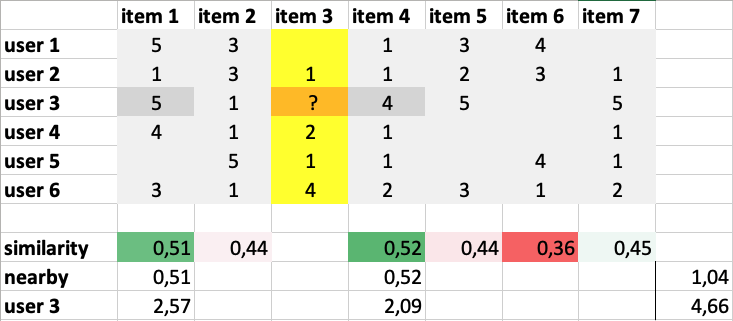 item 1 item 2 item 3 item 4 item 5 item 6 item 7
user 1 5 3 1 3 4
user 2 1 3 1 1 2 3 1
user 3 5 1 ? 4 5 5
user 4 4 1 2 1 1
user 5 5 1 1 4 1
user 6 3 1 4 2 3 1 2
similarity 0,51 0,44 0,52 0,44 0,36 0,45
nearby 0,51 0,52 1,04
user 3 2,57 2,09 4,66